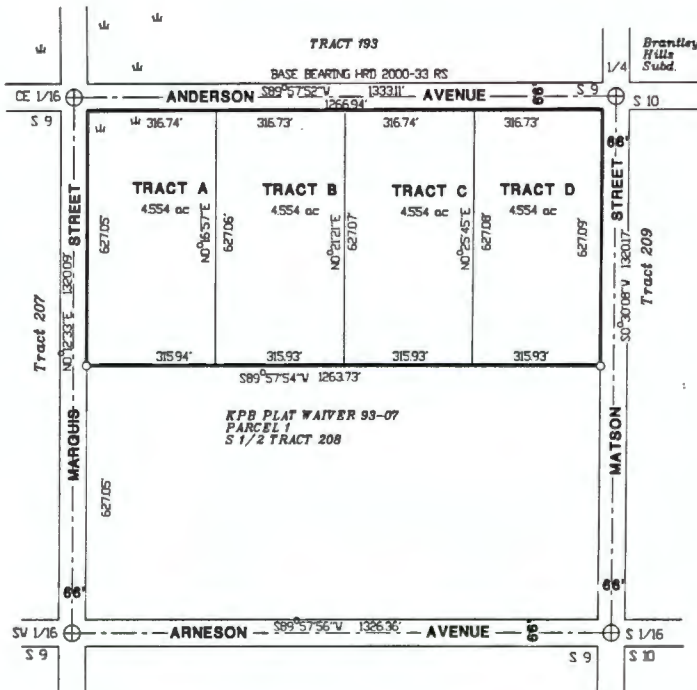 TRACT 193
Brantley
Hills
Subd.
1/4
BASE BEARING HRD 2000-33 RS
S89°57'52"W 1333.11'
CE 1/16
ANDERSON AVENUE
66'
S 9
S 10
S 9
1266.94'
316.74'
316.73'
316.74'
316.73'
66'
TRACT A
TRACT B
TRACT C
TRACT D
4.554 ac
4.554 ac
4.554 ac
4.554 ac
627.05'
N0°16'57"E
627.06'
N0°21'21"E
627.07'
N0°25'45"E
627.08'
627.09'
STREET
STREET
Tract 207
N0°12'33"E 1320.09'
S0°30'08"W 1320.17'
Tract 209
315.94'
315.93'
315.93'
315.93'
S89°57'54"W 1263.73'
KPB PLAT WAIVER 93-07
PARCEL 1
S 1/2 TRACT 208
MARQUIS
MATSON
627.05'
66'
66'
SW 1/16
ARNESON AVENUE
S89°57'56"W 1326.36'
66'
S 1/16
S 9
S 9
S 10